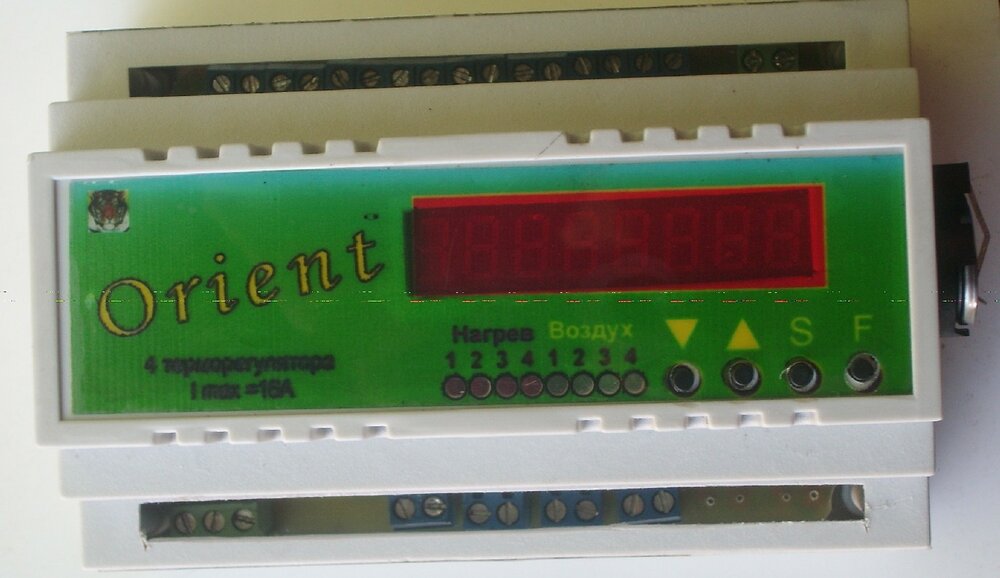 Orient
4 терморегулятора
I max =16A
Нагрев Воздух
1 2 3 4 1 2 3 4
▼ ▲ S F